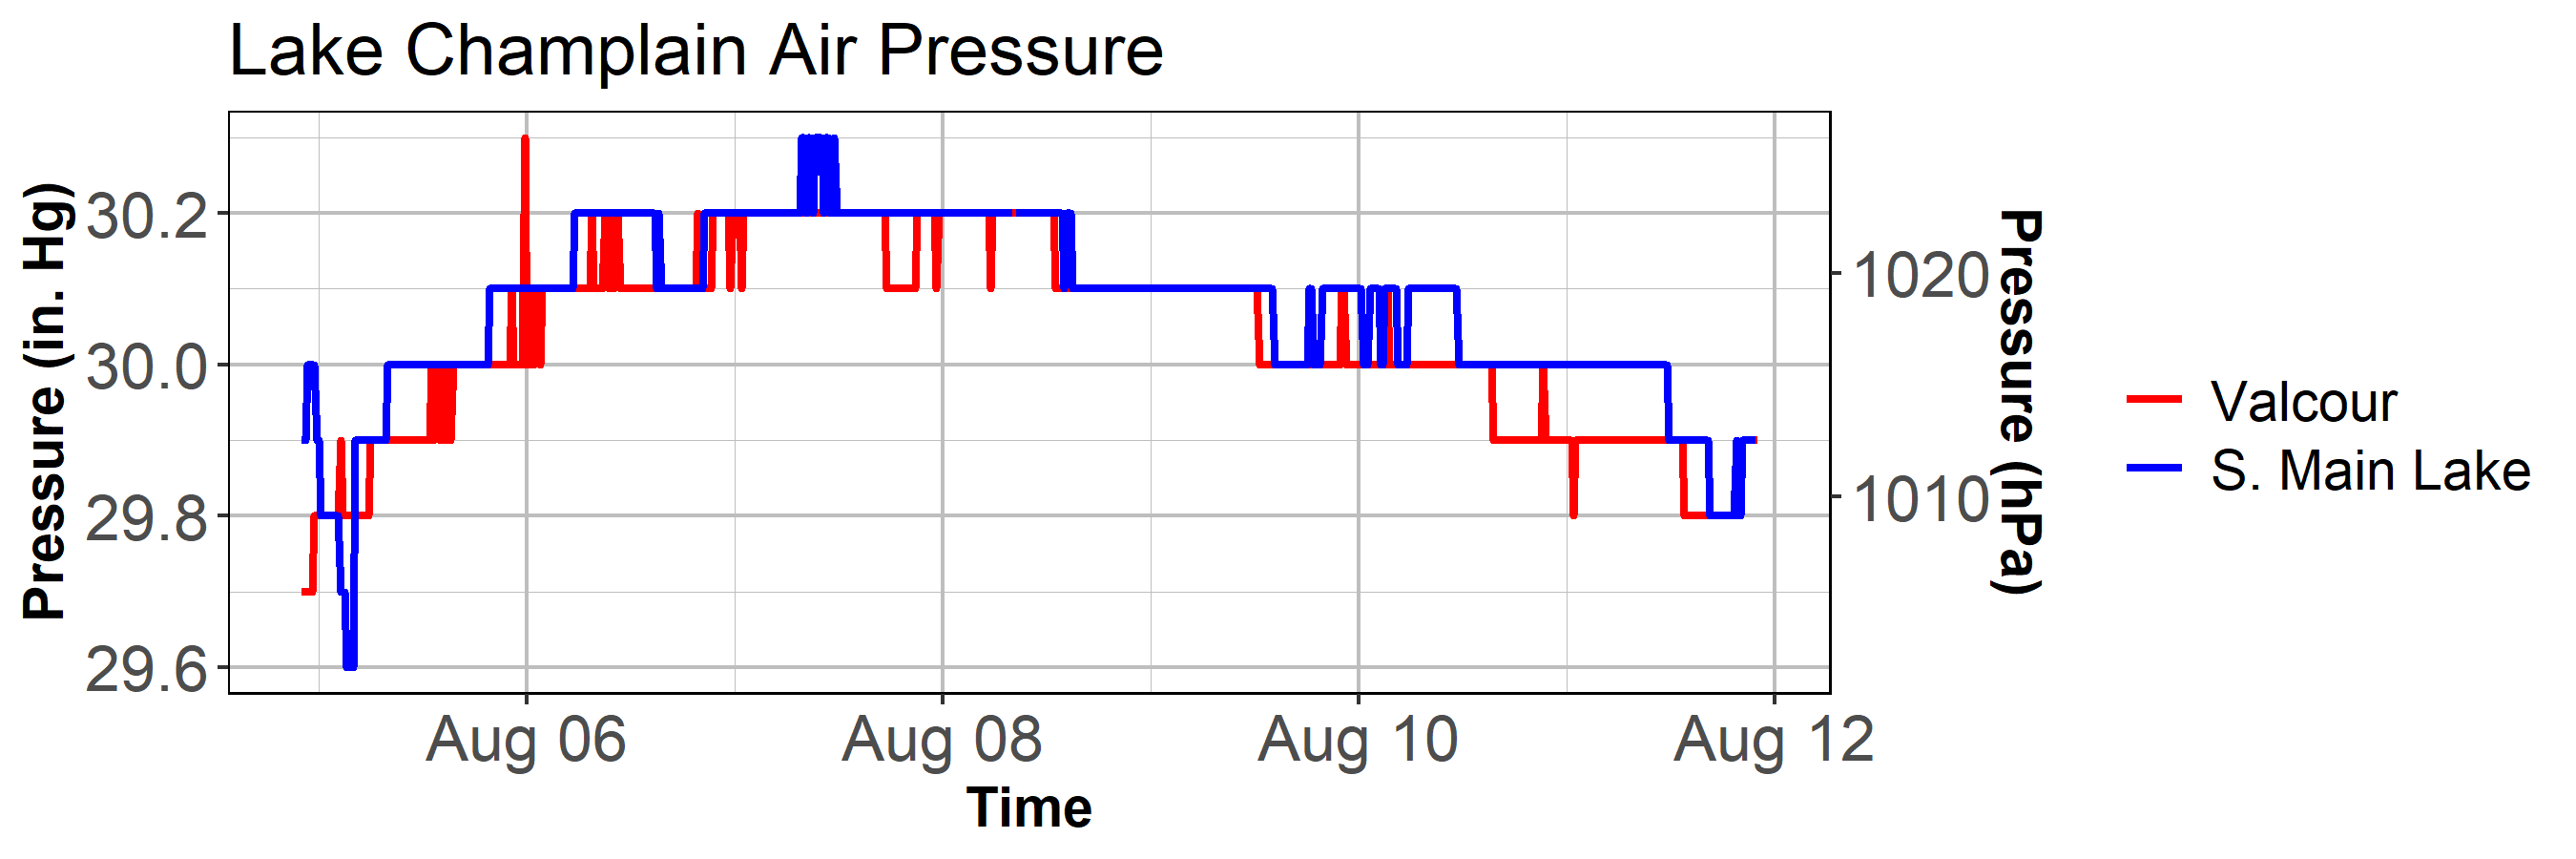 Lake Champlain Air Pressure
Pressure (in. Hg)
30.2
30.0
29.8
29.6
1020
1010
Pressure (hPa)
Valcour
S. Main Lake
Aug 06
Aug 08
Aug 10
Aug 12
Time